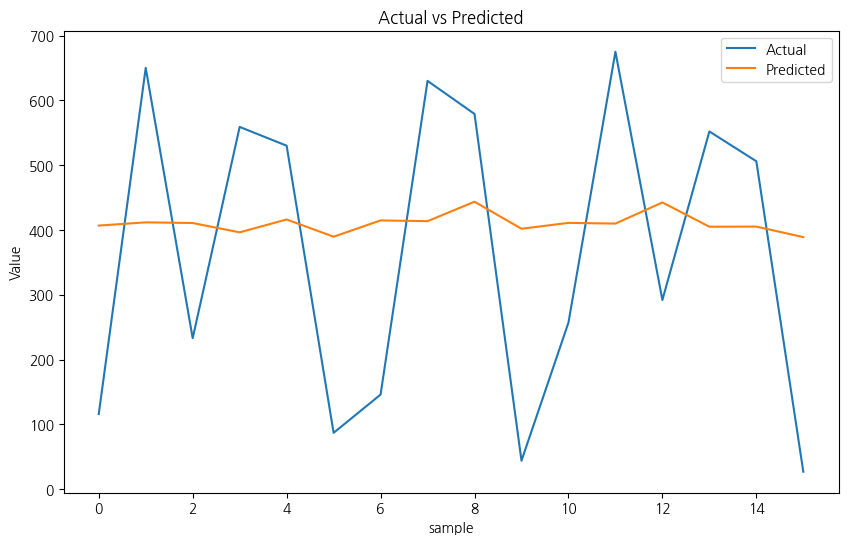 Actual vs Predicted
700
600
500
400
300
200
100
0
Value
Actual
Predicted
0 2 4 6 8 10 12 14
sample